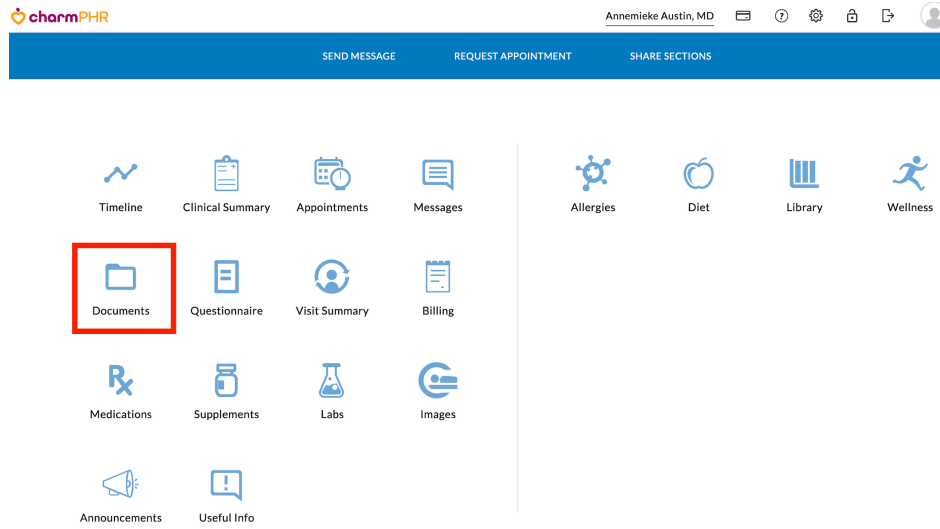 charmPHR
Annemieke Austin, MD
SEND MESSAGE REQUEST APPOINTMENT SHARE SECTIONS
Timeline Clinical Summary Appointments Messages Allergies Diet Library Wellness
Documents Questionnaire Visit Summary Billing
Rx
Medications Supplements Labs Images
Announcements Useful Info